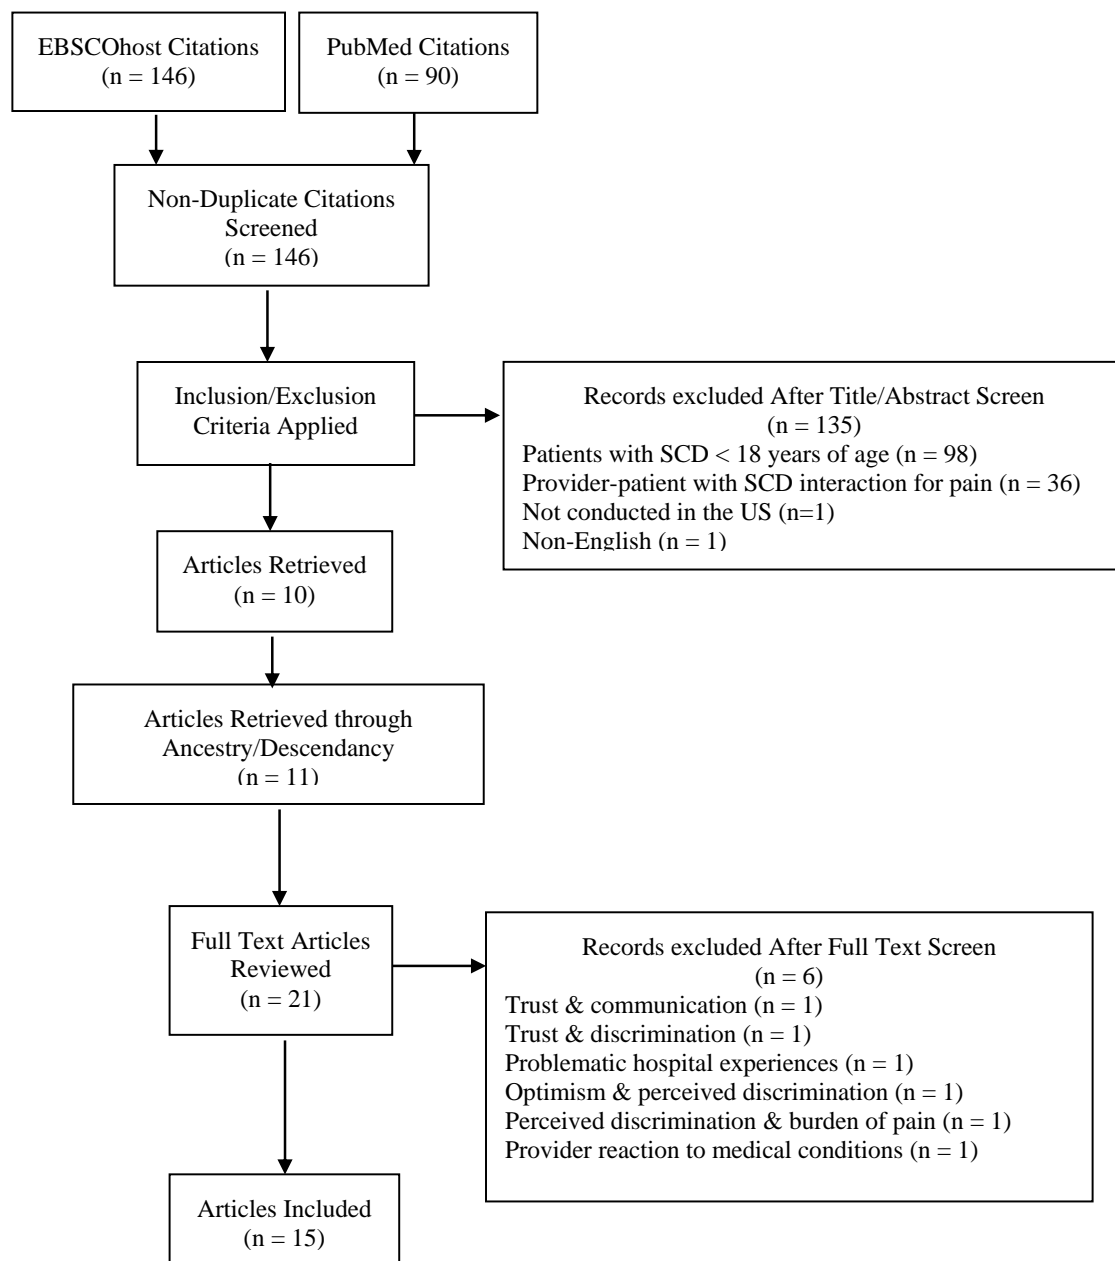 EBSCOhost Citations
(n = 146)
PubMed Citations
(n = 90)
Non-Duplicate Citations
Screened
(n = 146)
Inclusion/Exclusion
Criteria Applied
Records excluded After Title/Abstract Screen
(n = 135)
Patients with SCD < 18 years of age (n = 98)
Provider-patient with SCD interaction for pain (n = 36)
Not conducted in the US (n=1)
Non-English (n = 1)
Articles Retrieved
(n = 10)
Articles Retrieved through
Ancestry/Descendancy
(n = 11)
Full Text Articles
Reviewed
(n = 21)
Records excluded After Full Text Screen
(n = 6)
Trust & communication (n = 1)
Trust & discrimination (n = 1)
Problematic hospital experiences (n = 1)
Optimism & perceived discrimination (n = 1)
Perceived discrimination & burden of pain (n = 1)
Provider reaction to medical conditions (n = 1)
Articles Included
(n = 15)